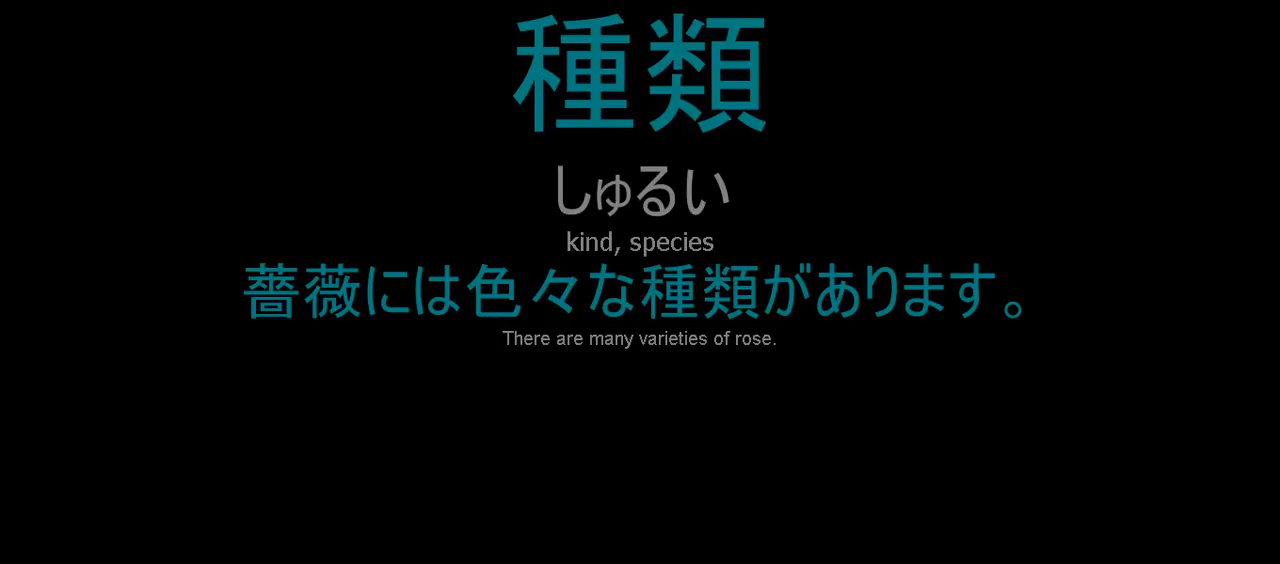 種類
しゅるい
kind, species
薔薇には色々な種類があります。
There are many varieties of rose.